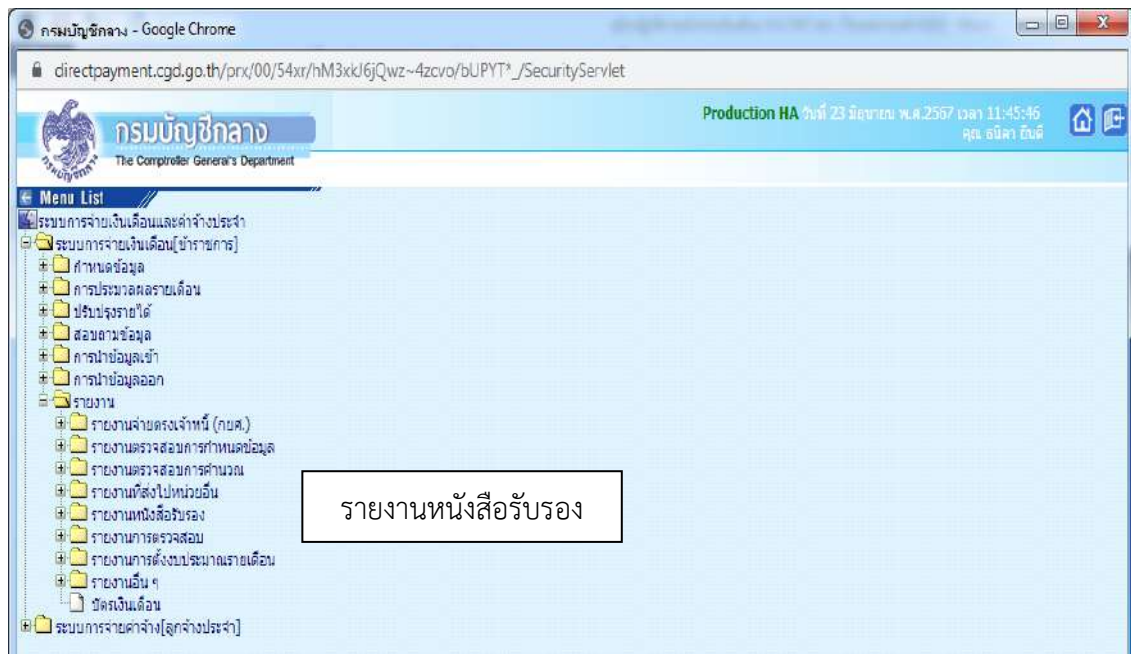 กรมบัญชีกลาง - Google Chrome
directpayment.cgd.go.th/prx/00/54xr/hM3xkJ6jQwz~4zcvo/bUPYT*_/SecurityServlet
กรมบัญชีกลาง
The Comptroller General's Department
Production HA วันที่ 23 มิถุนายน พ.ศ.2567 เวลา 11:45:46
คุณ ธนิลา ยินดี
Menu List
ระบบการจ่ายเงินเดือนและค่าจ้างประจำ
ระบบการจ่ายเงินเดือน[ข้าราชการ]
กำหนดข้อมูล
การประมวลผลรายเดือน
ปรับปรุงรายได้
สอบถามข้อมูล
การนำข้อมูลเข้า
การนำข้อมูลออก
รายงาน
รายงานจ่ายตรงเจ้าหนี้ (กยศ.)
รายงานตรวจสอบการกำหนดข้อมูล
รายงานตรวจสอบการคำนวณ
รายงานที่ส่งไปหน่วยอื่น
รายงานหนังสือรับรอง
รายงานหนังสือรับรอง
รายงานการตรวจสอบ
รายงานการตั้งงบประมาณรายเดือน
รายงานอื่น ๆ
บัตรเงินเดือน
ระบบการจ่ายค่าจ้าง[ลูกจ้างประจำ]